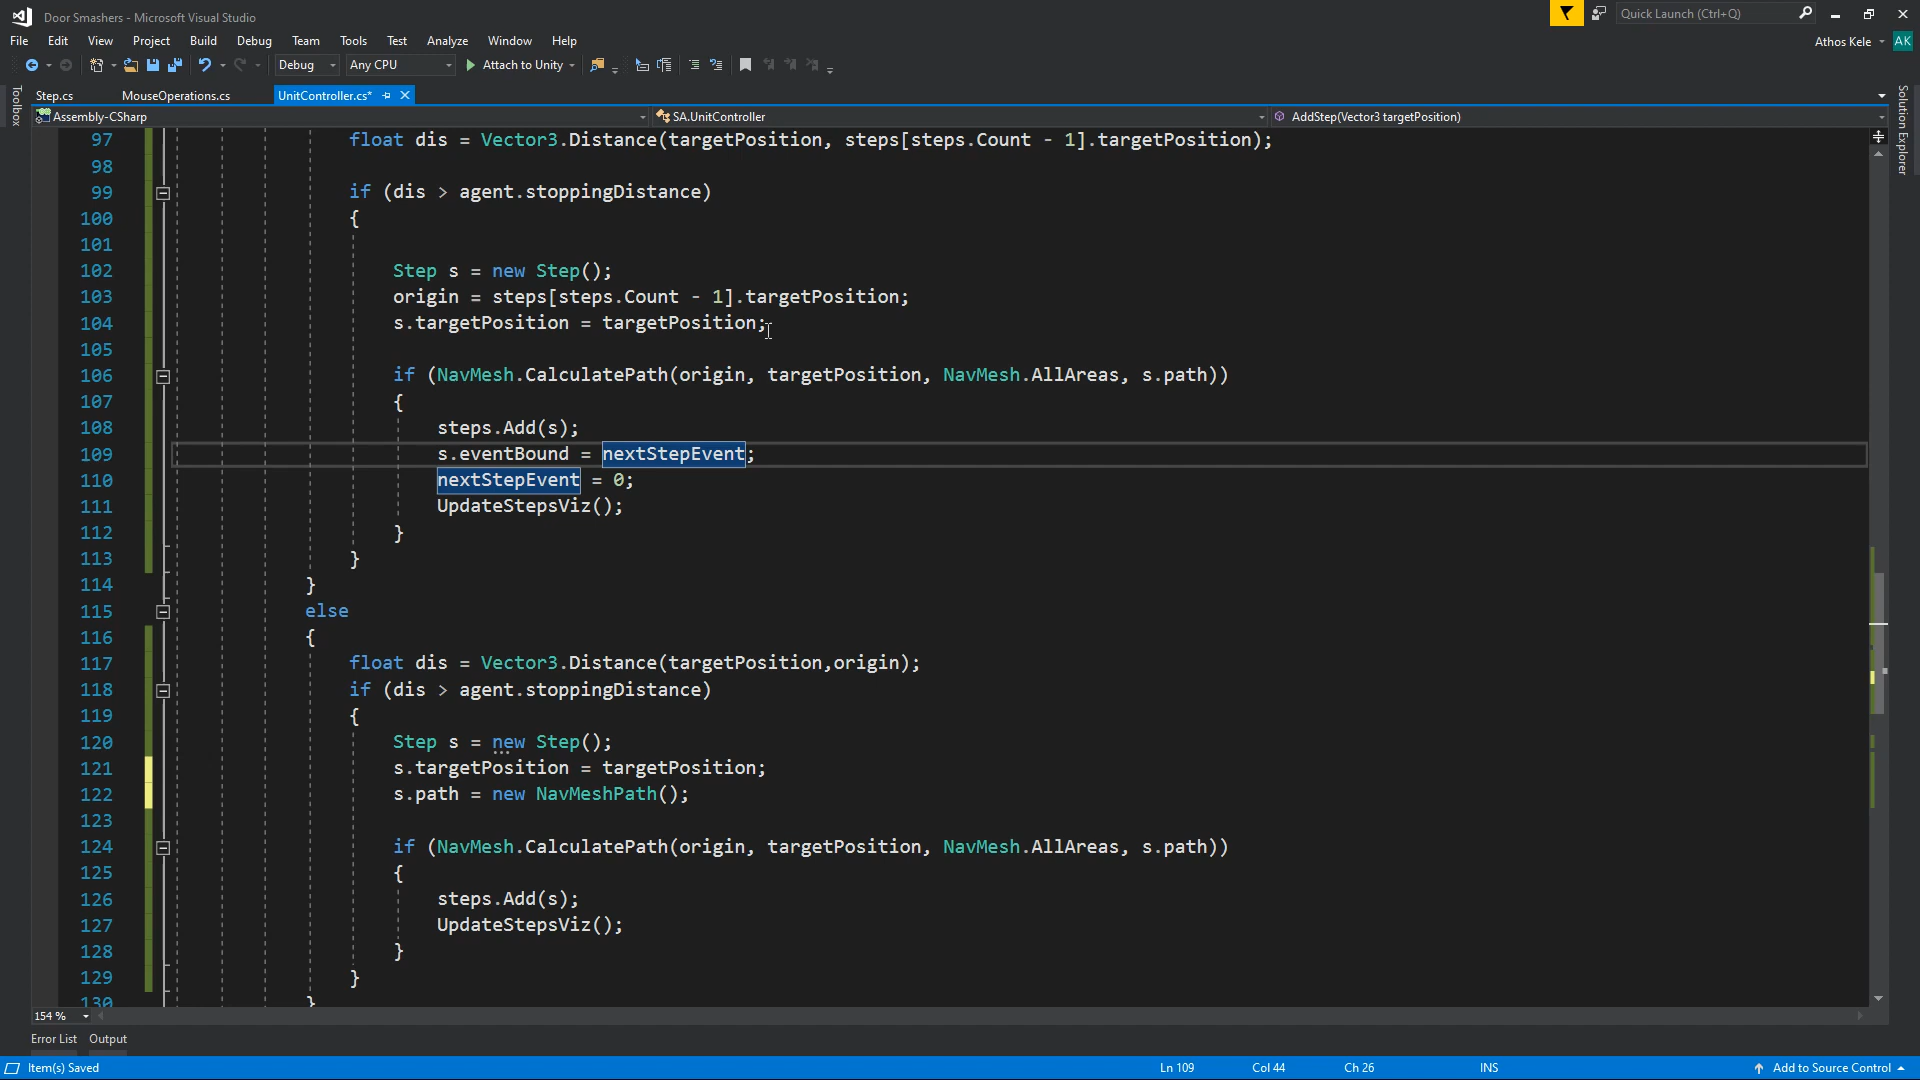 Door Smashers - Microsoft Visual Studio
Quick Launch (Ctrl+Q)
File Edit View Project Build Debug Team Tools Test Analyze Window Help
Athos Kele AK
Debug Any CPU Attach to Unity
Toolbox
Step.cs MouseOperations.cs UnitController.cs*
Solution Explorer
Assembly-CSharp SA.UnitController AddStep(Vector3 targetPosition)
97 float dis = Vector3.Distance(targetPosition, steps[steps.Count - 1].targetPosition);
98
99 if (dis > agent.stoppingDistance)
100 {
101
102 Step s = new Step();
103 origin = steps[steps.Count - 1].targetPosition;
104 s.targetPosition = targetPosition;
105
106 if (NavMesh.CalculatePath(origin, targetPosition, NavMesh.AllAreas, s.path))
107 {
108 steps.Add(s);
109 s.eventBound = nextStepEvent;
110 nextStepEvent = 0;
111 UpdateStepsViz();
112 }
113 }
114 }
115 else
116 {
117 float dis = Vector3.Distance(targetPosition,origin);
118 if (dis > agent.stoppingDistance)
119 {
120 Step s = new Step();
121 s.targetPosition = targetPosition;
122 s.path = new NavMeshPath();
123
124 if (NavMesh.CalculatePath(origin, targetPosition, NavMesh.AllAreas, s.path))
125 {
126 steps.Add(s);
127 UpdateStepsViz();
128 }
129 }
130 }
154 %
Error List Output
Item(s) Saved Ln 109 Col 44 Ch 26 INS Add to Source Control